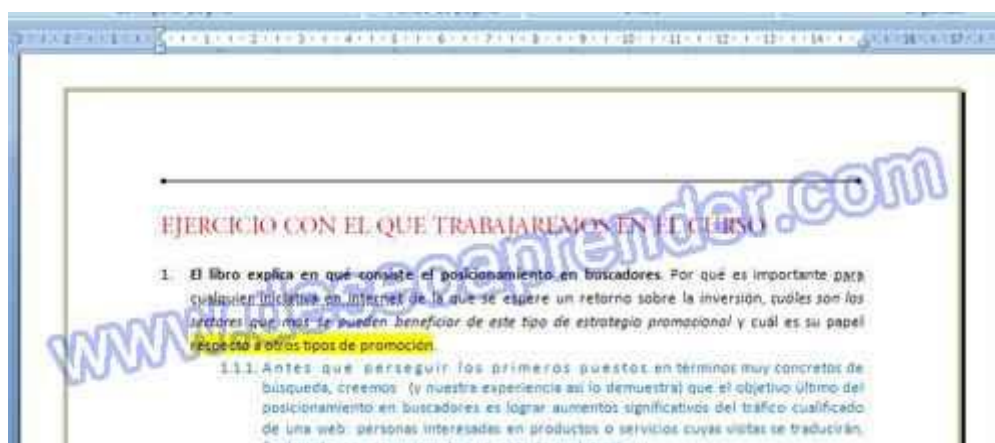 EJERCICIO CON EL QUE TRABAJAREMOS EN EL CURSO
1. El libro explica en qué consiste el posicionamiento en buscadores. Por qué es importante para
cualquier iniciativa en Internet de la que se espere un retorno sobre la inversión, cuáles son los
sectores que mas se pueden beneficiar de este tipo de estrategia promocional y cuál es su papel
respecto a otros tipos de promoción.
1.1.1. Antes que perseguir los primeros puestos en términos muy concretos de
búsqueda, creemos (y nuestra experiencia así lo demuestra) que el objetivo último del
posicionamiento en buscadores es lograr aumentos significativos del tráfico cualificado
de una web: personas interesadas en productos o servicios cuyas visitas se traducirán,
www.deseoaprender.com